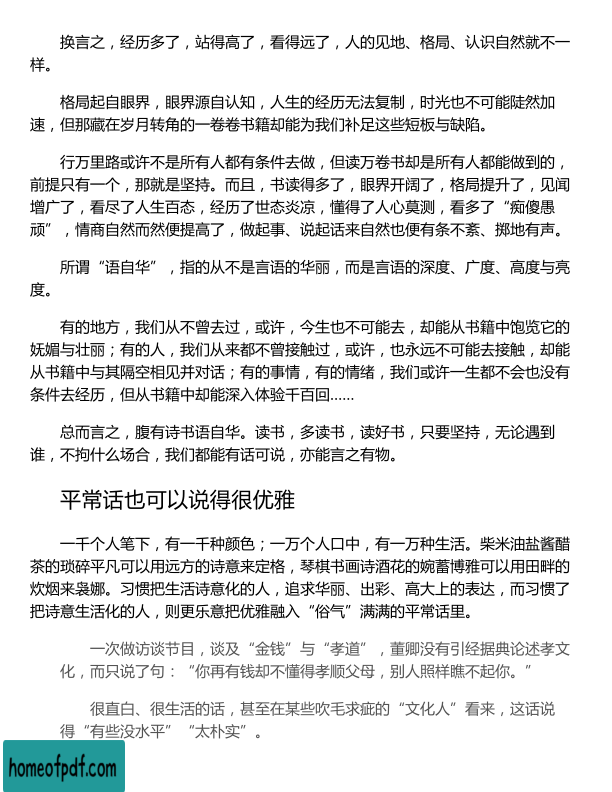 换言之，经历多了，站得高了，看得远了，人的见地、格局、认识自然就不一
样。
格局起自眼界，眼界源自认知，人生的经历无法复制，时光也不可能陡然加
速，但那藏在岁月转角的一卷卷书籍却能为我们补足这些短板与缺陷。
行万里路或许不是所有人都有条件去做，但读万卷书却是所有人都能做到的，
前提只有一个，那就是坚持。而且，书读得多了，眼界开阔了，格局提升了，见闻
增广了，看尽了人生百态，经历了世态炎凉，懂得了人心莫测，看多了“痴傻愚
顽”，情商自然而然便提高了，做起事、说起话来自然也便有条不紊、掷地有声。
所谓“语自华”，指的从不是言语的华丽，而是言语的深度、广度、高度与亮
度。
有的地方，我们从不曾去过，或许，今生也不可能去，却能从书籍中饱览它的
妩媚与壮丽；有的人，我们从来都不曾接触过，或许，也永远不可能去接触，却能
从书籍中与其隔空相见并对话；有的事情，有的情绪，我们或许一生都不会也没有
条件去经历，但从书籍中却能深入体验千百回……
总而言之，腹有诗书语自华。读书，多读书，读好书，只要坚持，无论遇到
谁，不拘什么场合，我们都能有话可说，亦能言之有物。
平常话也可以说得很优雅
一千个人笔下，有一千种颜色；一万个人口中，有一万种生活。柴米油盐酱醋
茶的琐碎平凡可以用远方的诗意来定格，琴棋书画诗酒花的婉蓄博雅可以用田畔的
炊烟来袅娜。习惯把生活诗意化的人，追求华丽、出彩、高大上的表达，而习惯了
把诗意生活化的人，则更乐意把优雅融入“俗气”满满的平常话里。
一次做访谈节目，谈及“金钱”与“孝道”，董卿没有引经据典论述孝文
化，而只说了句：“你再有钱却不懂得孝顺父母，别人照样瞧不起你。”
很直白、很生活的话，甚至在某些吹毛求疵的“文化人”看来，这话说
得“有些没水平”“太朴实”。
homeofpdf.com